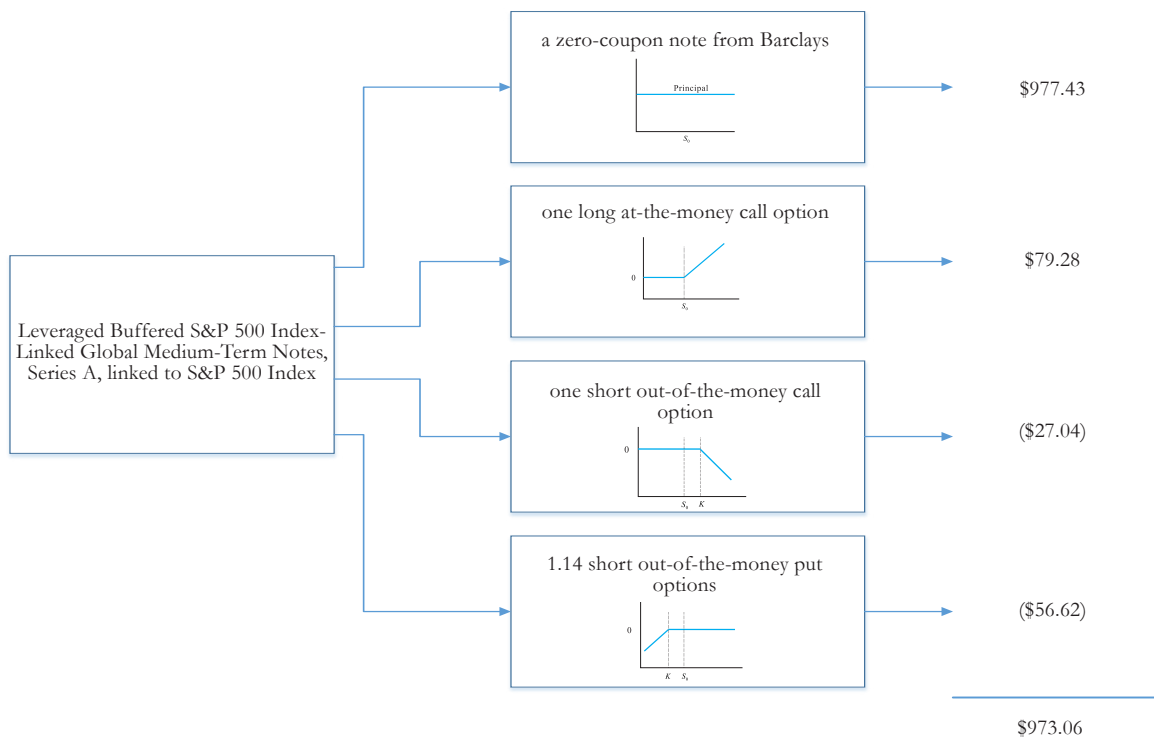 a zero-coupon note from Barclays
Principal
S₀
$977.43
one long at-the-money call option
0
S₀
$79.28
Leveraged Buffered S&P 500 Index-
Linked Global Medium-Term Notes,
Series A, linked to S&P 500 Index
one short out-of-the-money call
option
0
S₀ K
($27.04)
1.14 short out-of-the-money put
options
0
K S₀
($56.62)
$973.06